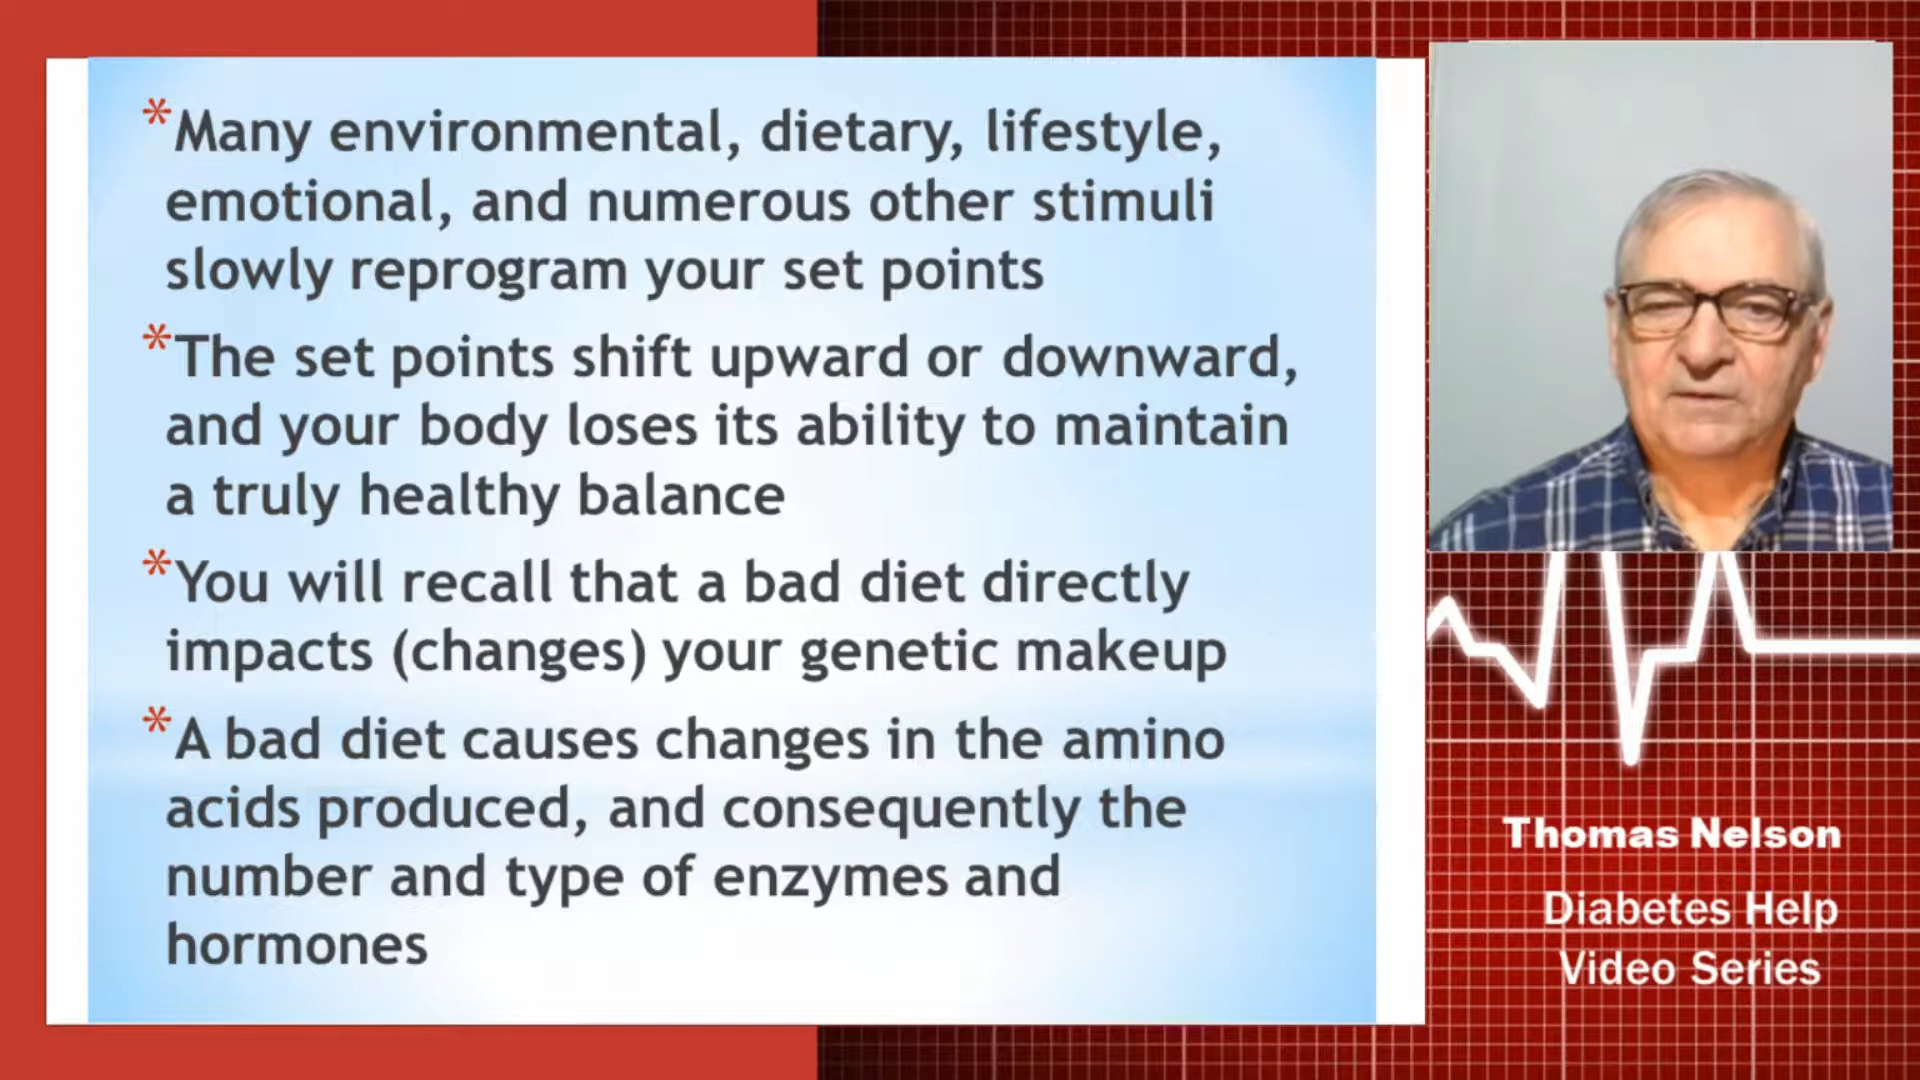 *Many environmental, dietary, lifestyle,
emotional, and numerous other stimuli
slowly reprogram your set points
*The set points shift upward or downward,
and your body loses its ability to maintain
a truly healthy balance
*You will recall that a bad diet directly
impacts (changes) your genetic makeup
*A bad diet causes changes in the amino
acids produced, and consequently the
number and type of enzymes and
hormones
Thomas Nelson
Diabetes Help
Video Series